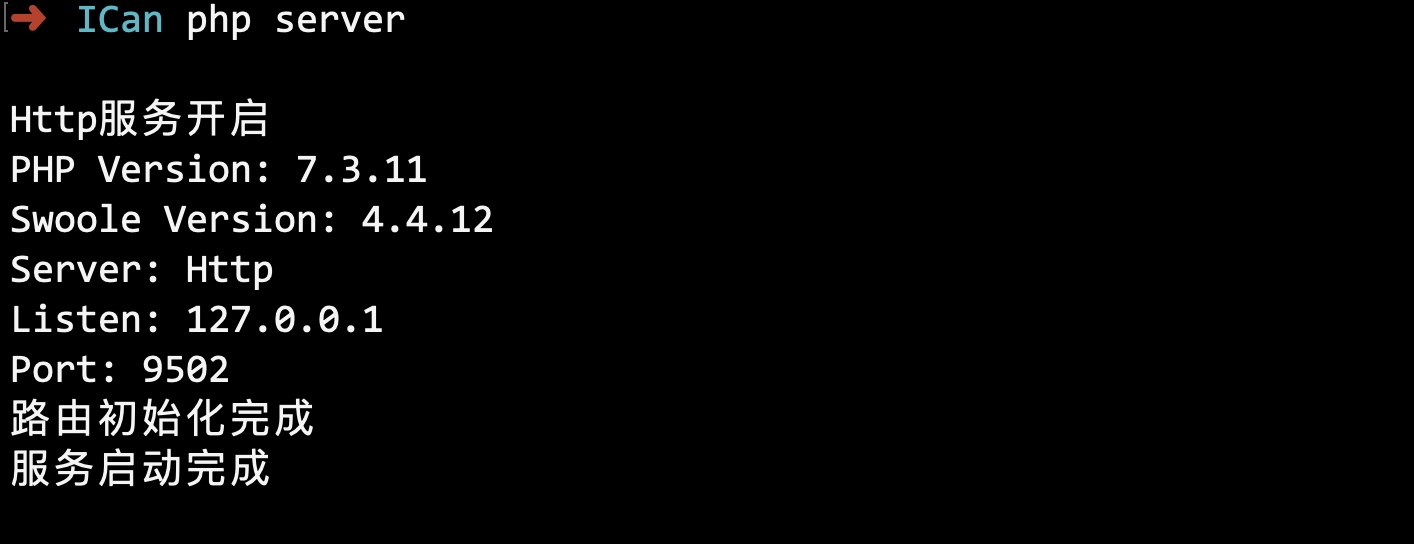 [➜ ICan php server
Http服务开启
PHP Version: 7.3.11
Swoole Version: 4.4.12
Server: Http
Listen: 127.0.0.1
Port: 9502
路由初始化完成
服务启动完成